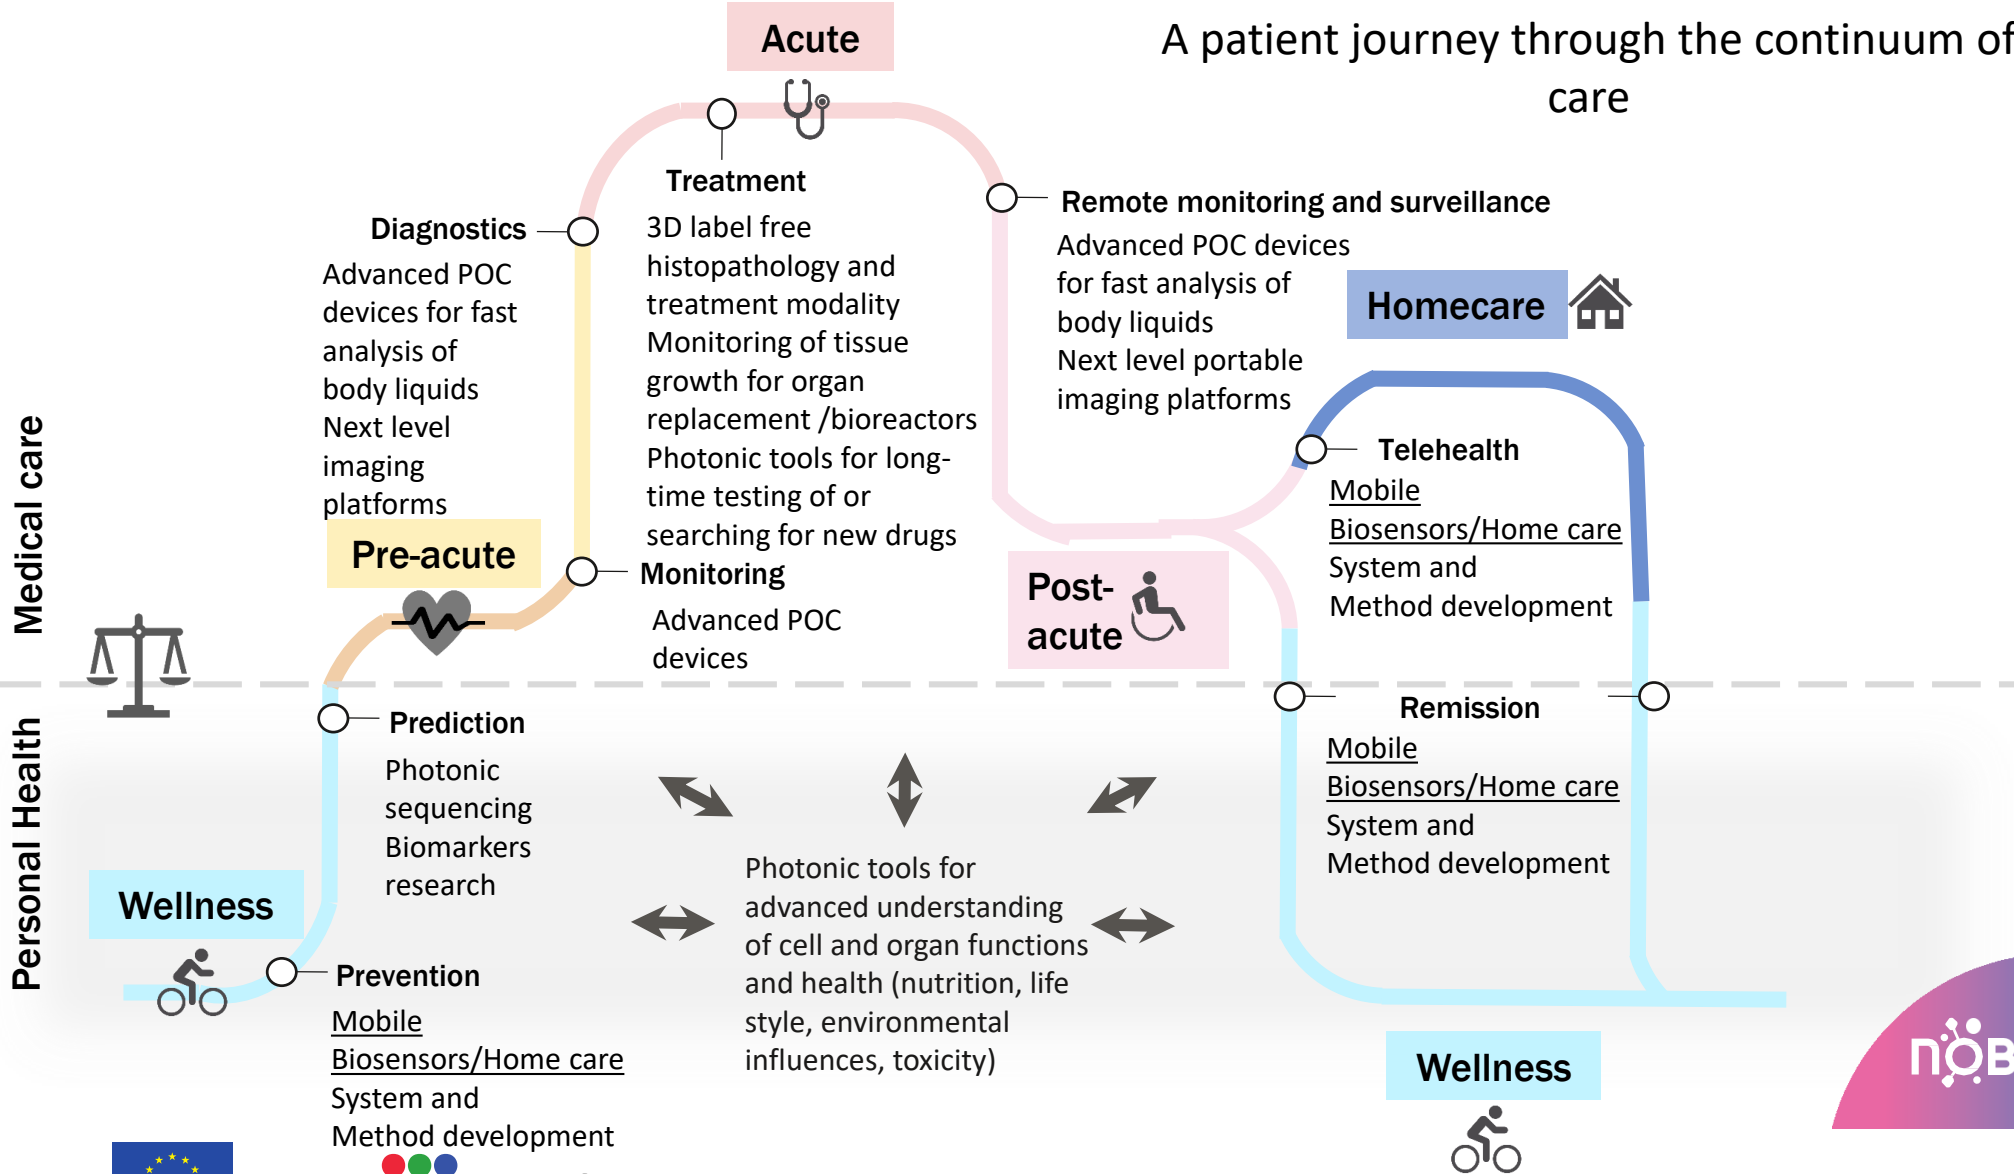 A patient journey through the continuum of
care
Acute
Treatment
3D label free
histopathology and
treatment modality
Monitoring of tissue
growth for organ
replacement /bioreactors
Photonic tools for long-
time testing of or
searching for new drugs
Diagnostics
Advanced POC
devices for fast
analysis of
body liquids
Next level
imaging
platforms
Pre-acute
Monitoring
Advanced POC
devices
Remote monitoring and surveillance
Advanced POC devices
for fast analysis of
body liquids
Next level portable
imaging platforms
Homecare
Telehealth
Mobile
Biosensors/Home care
System and
Method development
Post-
acute
Medical care
Personal Health
Prediction
Photonic
sequencing
Biomarkers
research
Wellness
Prevention
Mobile
Biosensors/Home care
System and
Method development
Photonic tools for
advanced understanding
of cell and organ functions
and health (nutrition, life
style, environmental
influences, toxicity)
Remission
Mobile
Biosensors/Home care
System and
Method development
Wellness
NOB